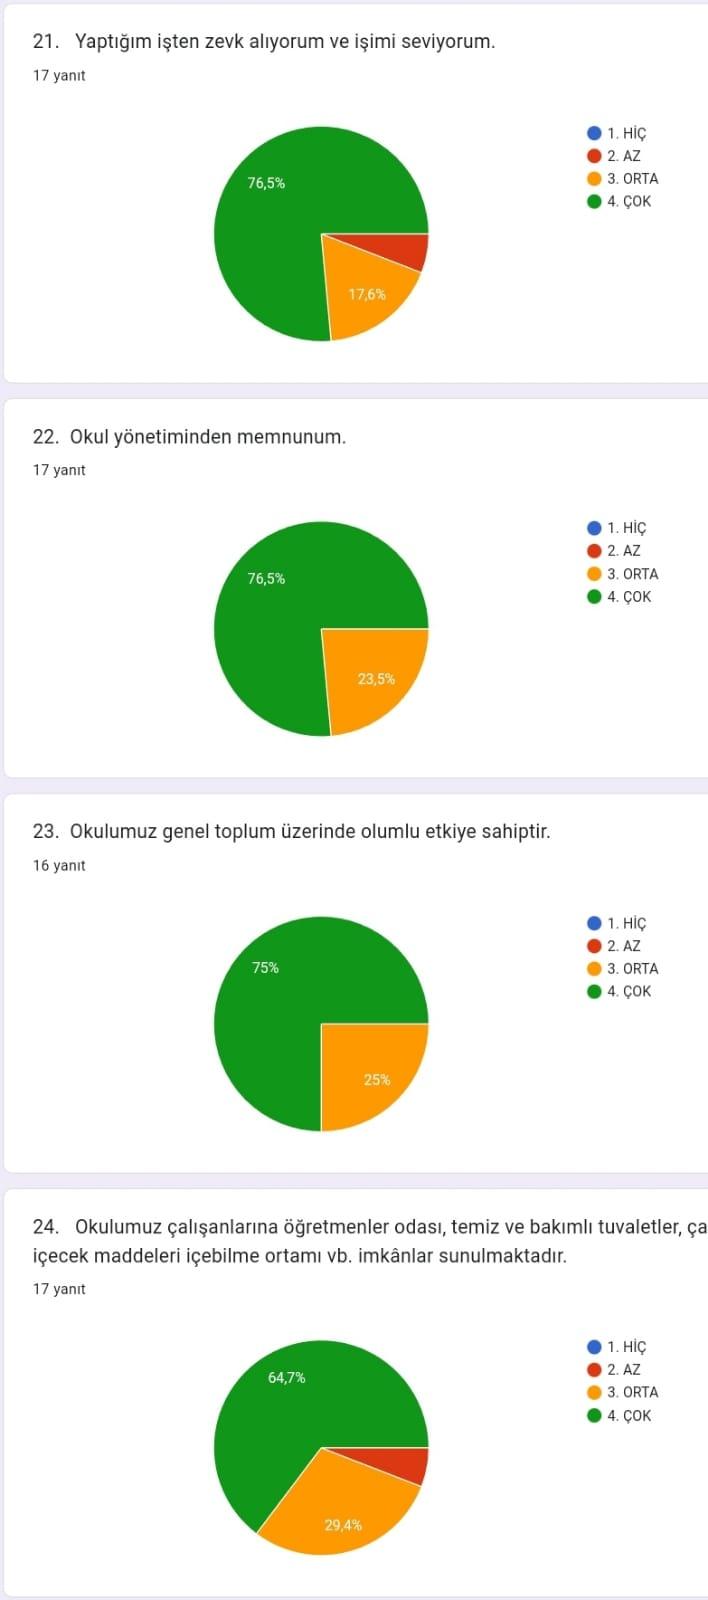 21. Yaptığım işten zevk alıyorum ve işimi seviyorum.
17 yanıt
76,5%
17,6%
1. HİÇ
2. AZ
3. ORTA
4. ÇOK
22. Okul yönetiminden memnunum.
17 yanıt
76,5%
23,5%
1. HİÇ
2. AZ
3. ORTA
4. ÇOK
23. Okulumuz genel toplum üzerinde olumlu etkiye sahiptir.
16 yanıt
75%
25%
1. HİÇ
2. AZ
3. ORTA
4. ÇOK
24. Okulumuz çalışanlarına öğretmenler odası, temiz ve bakımlı tuvaletler, ça
içecek maddeleri içebilme ortamı vb. imkânlar sunulmaktadır.
17 yanıt
64,7%
29,4%
1. HİÇ
2. AZ
3. ORTA
4. ÇOK